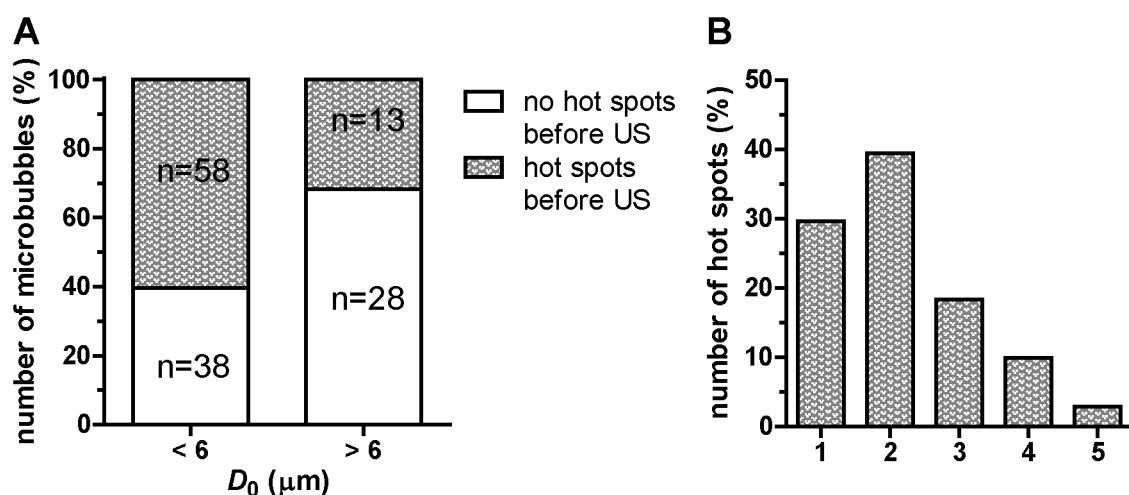 A
number of microbubbles (%)
100
80
60
40
20
0
n=58
n=38
n=13
n=28
< 6
> 6
D0 (μm)
no hot spots
before US
hot spots
before US
B
number of hot spots (%)
50
40
30
20
10
0
1
2
3
4
5